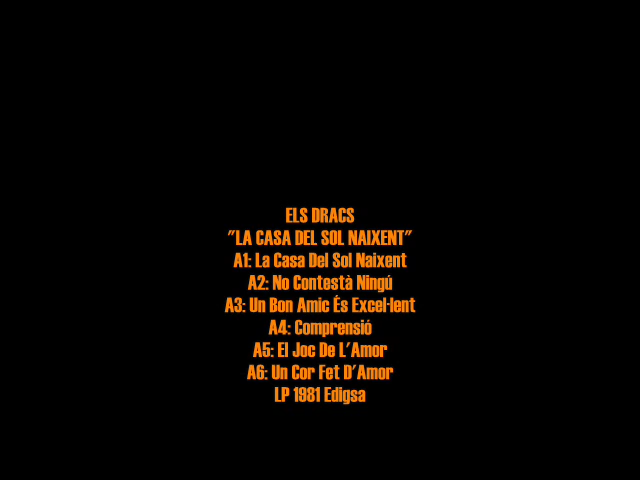 ELS DRACS
"LA CASA DEL SOL NAIXENT"
A1: La Casa Del Sol Naixent
A2: No Contestà Ningú
A3: Un Bon Amic És Excel·lent
A4: Comprensió
A5: El Joc De L'Amor
A6: Un Cor Fet D'Amor
LP 1981 Edigsa